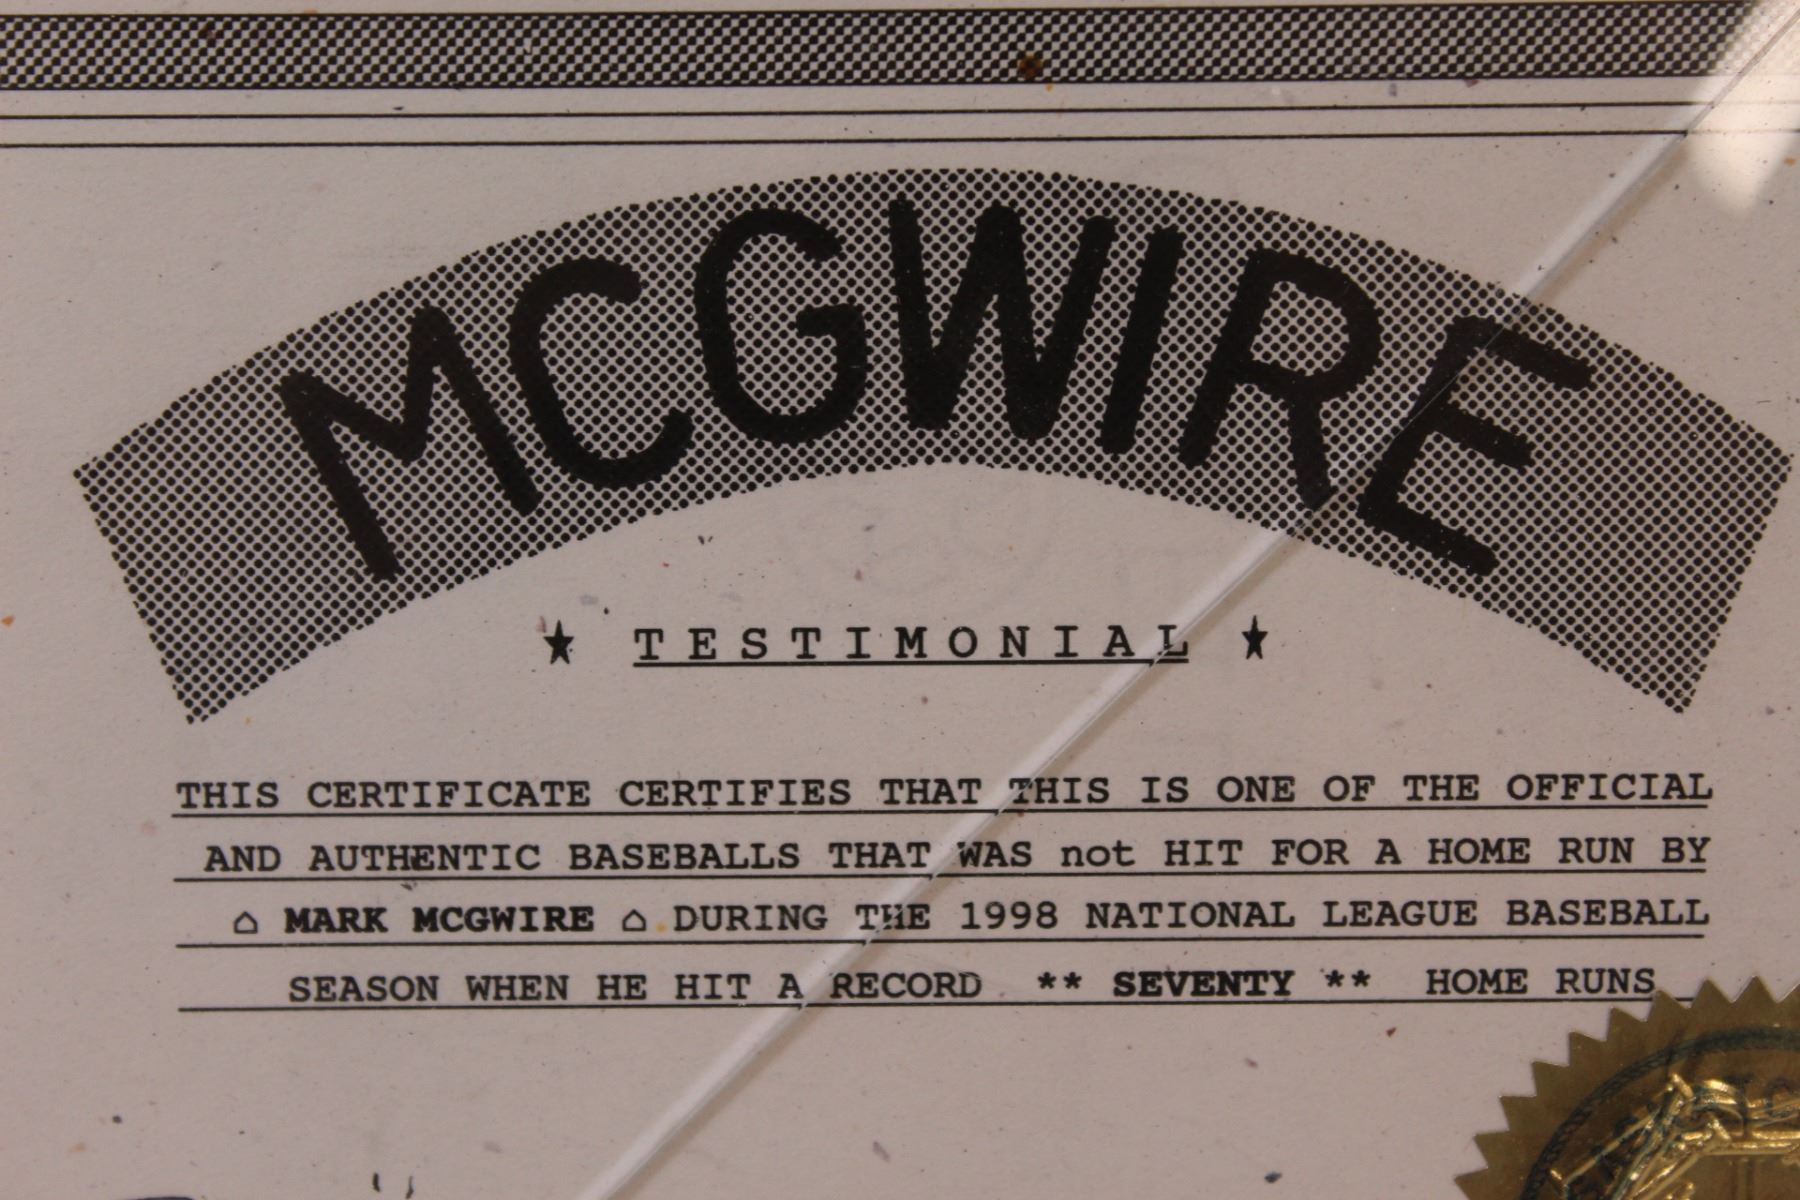 MCGWIRE
★ TESTIMONIAL ★
THIS CERTIFICATE CERTIFIES THAT THIS IS ONE OF THE OFFICIAL
AND AUTHENTIC BASEBALLS THAT WAS not HIT FOR A HOME RUN BY
⌂ MARK MCGWIRE ⌂ DURING THE 1998 NATIONAL LEAGUE BASEBALL
SEASON WHEN HE HIT A RECORD ** SEVENTY ** HOME RUNS